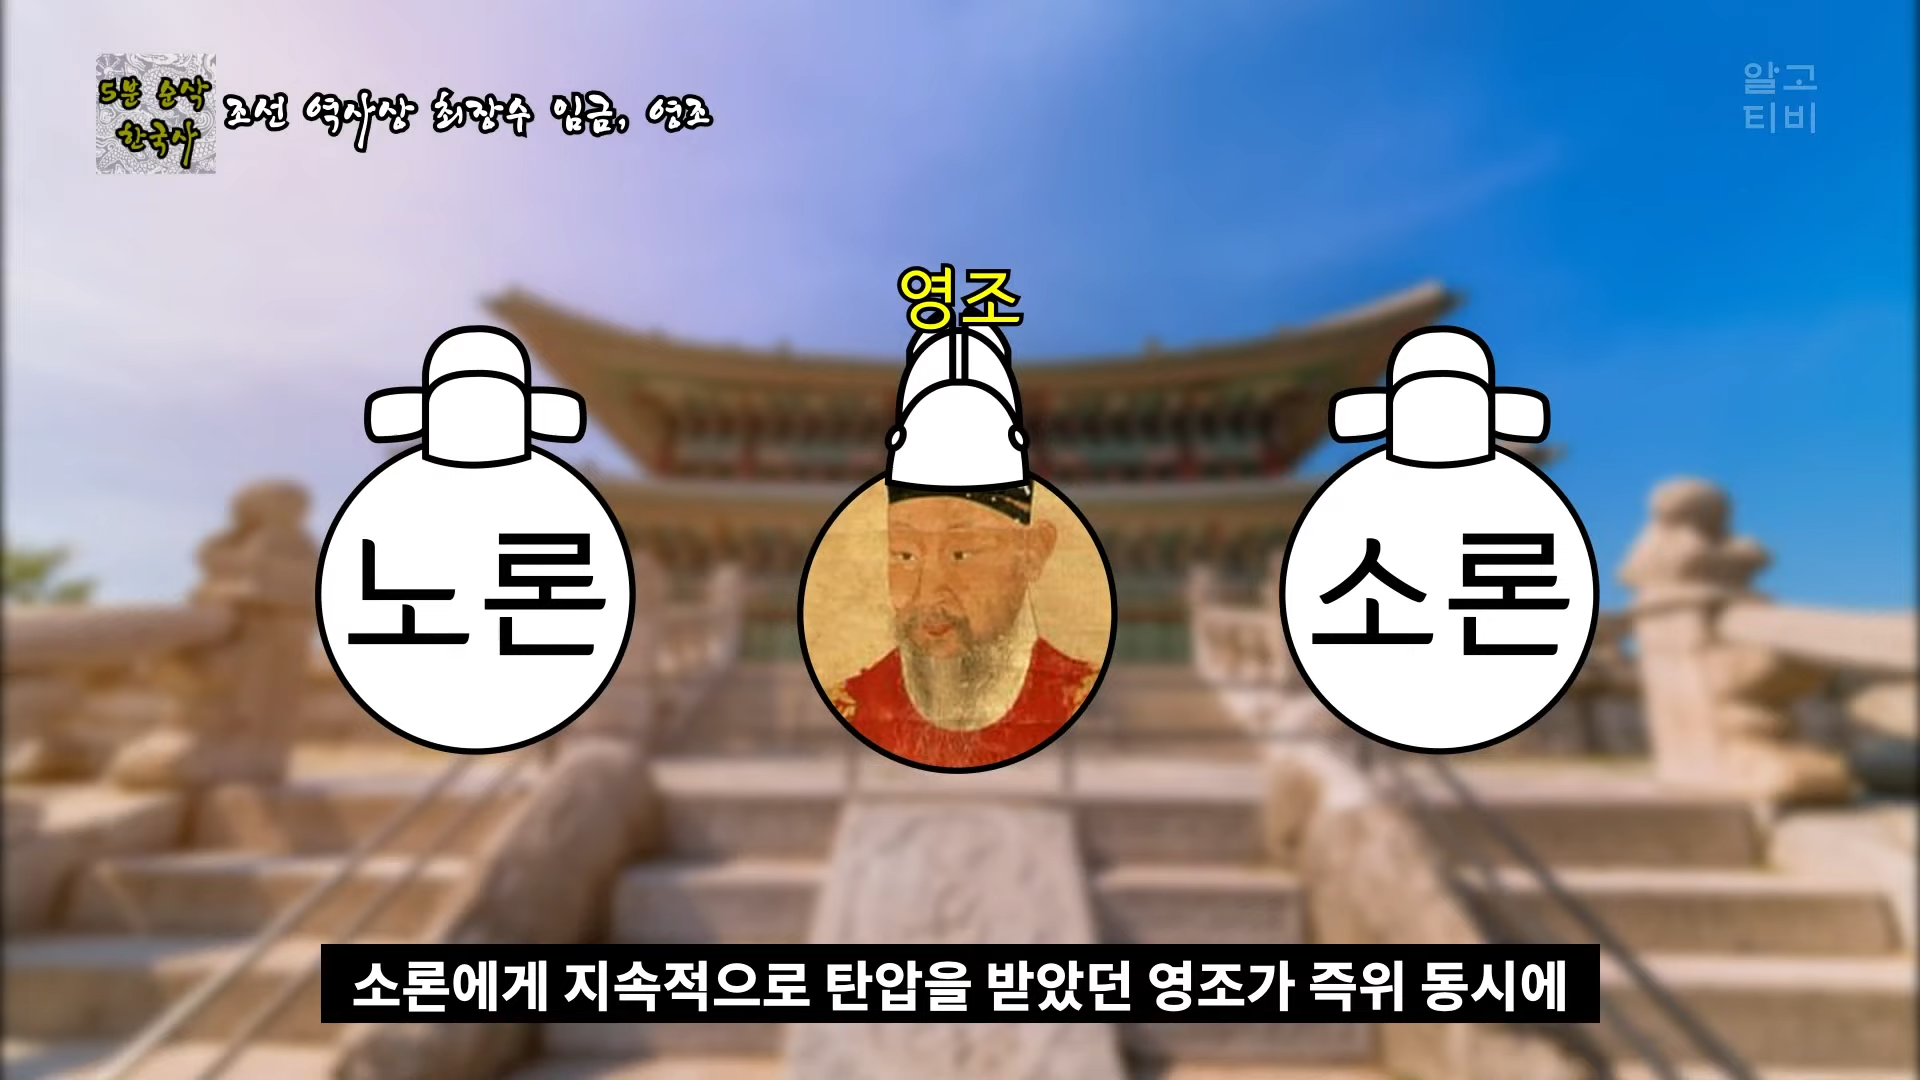 5분 순삭
한국사
조선 역사상 최장수 임금, 영조
알고
티비
영조
노론
소론
소론에게 지속적으로 탄압을 받았던 영조가 즉위 동시에